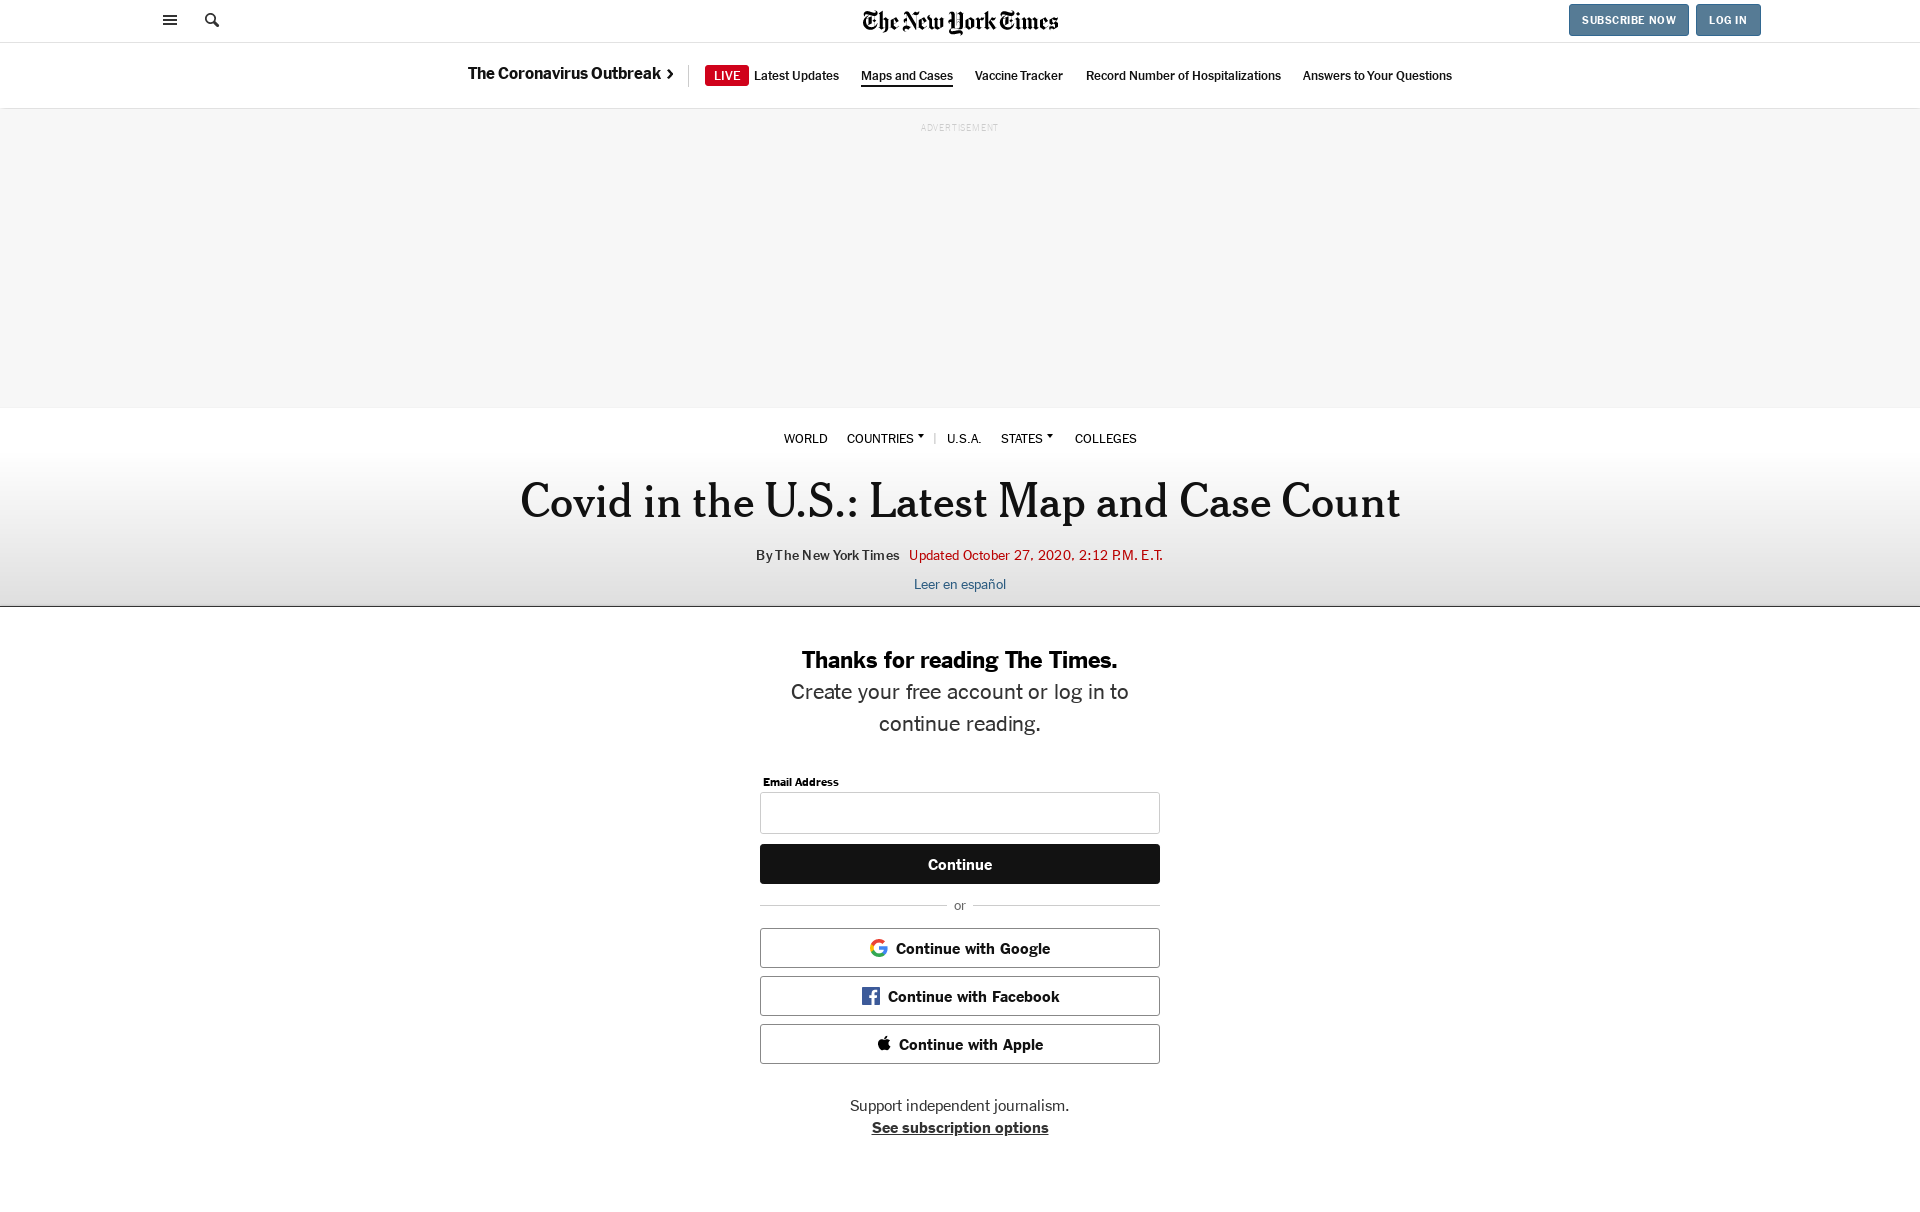 The New York Times
SUBSCRIBE NOW
LOG IN
The Coronavirus Outbreak
LIVE Latest Updates
Maps and Cases
Vaccine Tracker
Record Number of Hospitalizations
Answers to Your Questions
ADVERTISEMENT
WORLD
COUNTRIES
U.S.A.
STATES
COLLEGES
Covid in the U.S.: Latest Map and Case Count
By The New York Times Updated October 27, 2020, 2:12 P.M. E.T.
Leer en español
Thanks for reading The Times.
Create your free account or log in to
continue reading.
Email Address
Continue
or
Continue with Google
Continue with Facebook
Continue with Apple
Support independent journalism.
See subscription options